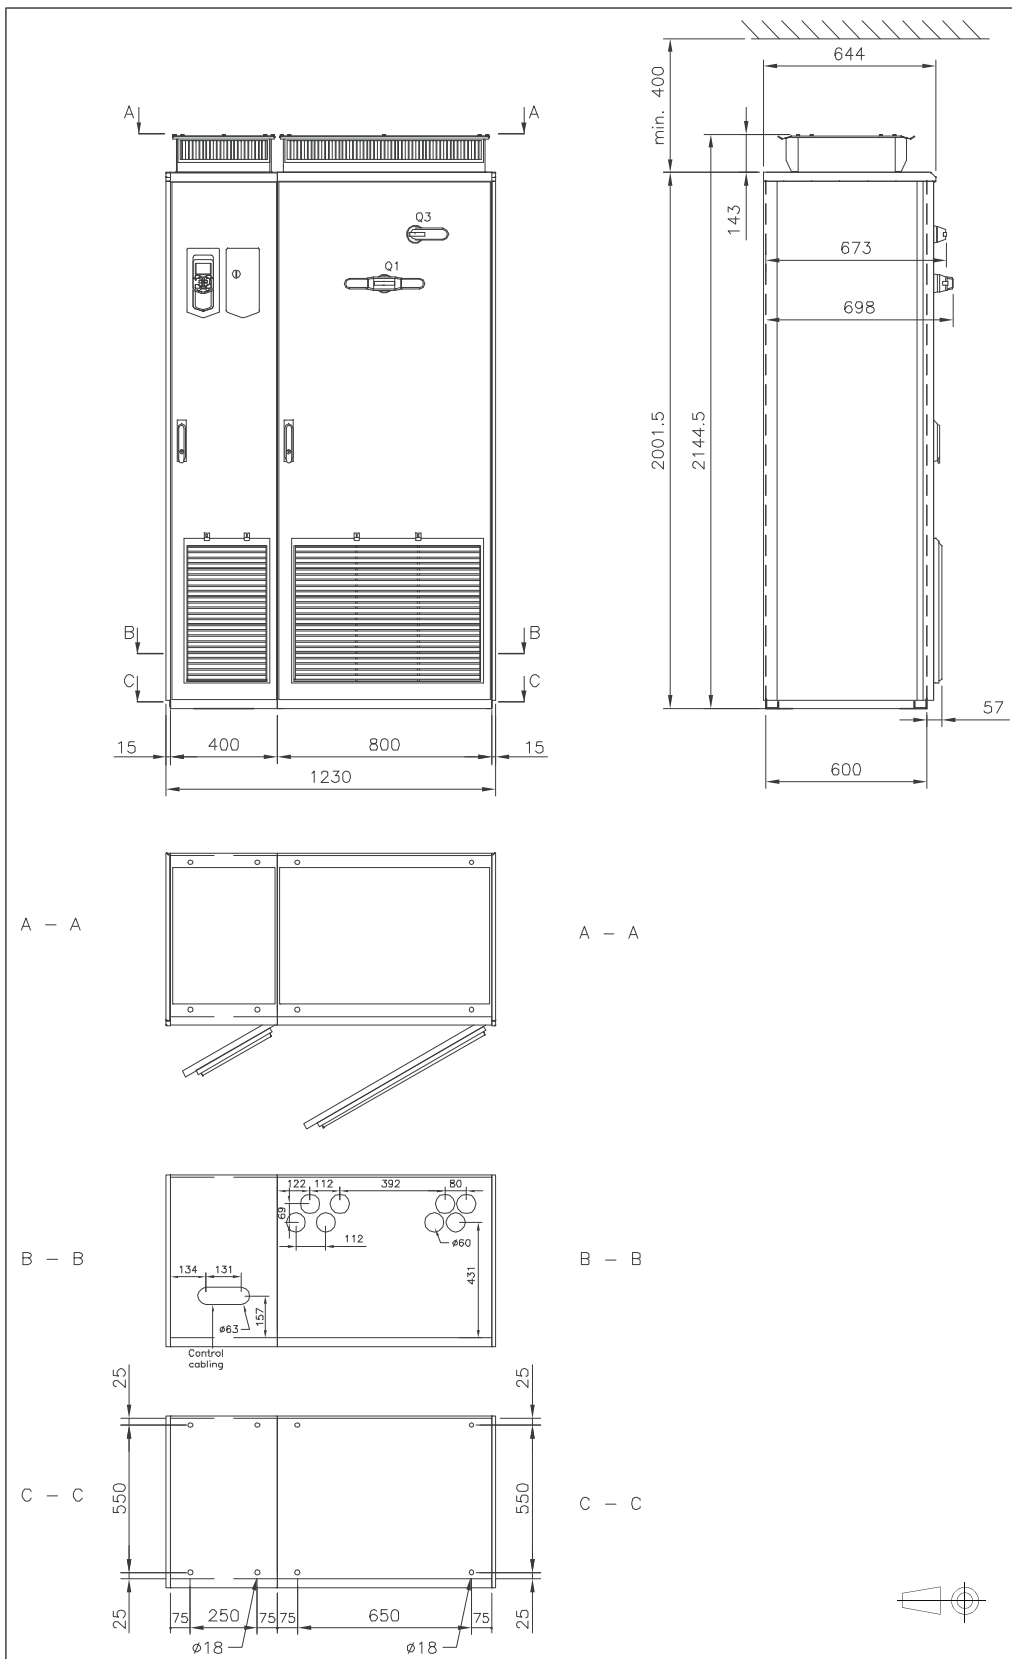 644
min. 400
A
A
143
Q3
673
Q1
698
2001.5
2144.5
B
B
C
C
57
15
400
800
15
600
1230
A – A
A – A
122
112
392
80
69
112
ø60
B – B
B – B
431
134
131
157
ø63
Control
cabling
25
25
550
550
C – C
C – C
25
25
75
250
75
75
650
75
ø18
ø18